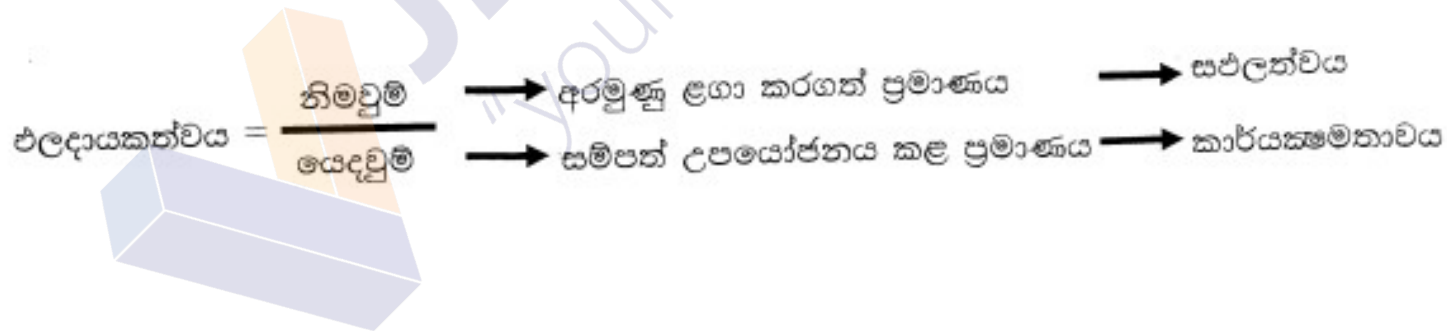 නිමවුම් → අරමුණු ළගා කරගත් ප්‍රමාණය → සඵලත්වය
ඵලදායකත්වය =
යෙදවුම් → සම්පත් උපයෝජනය කළ ප්‍රමාණය → කාර්යක්ෂමතාවය
"your